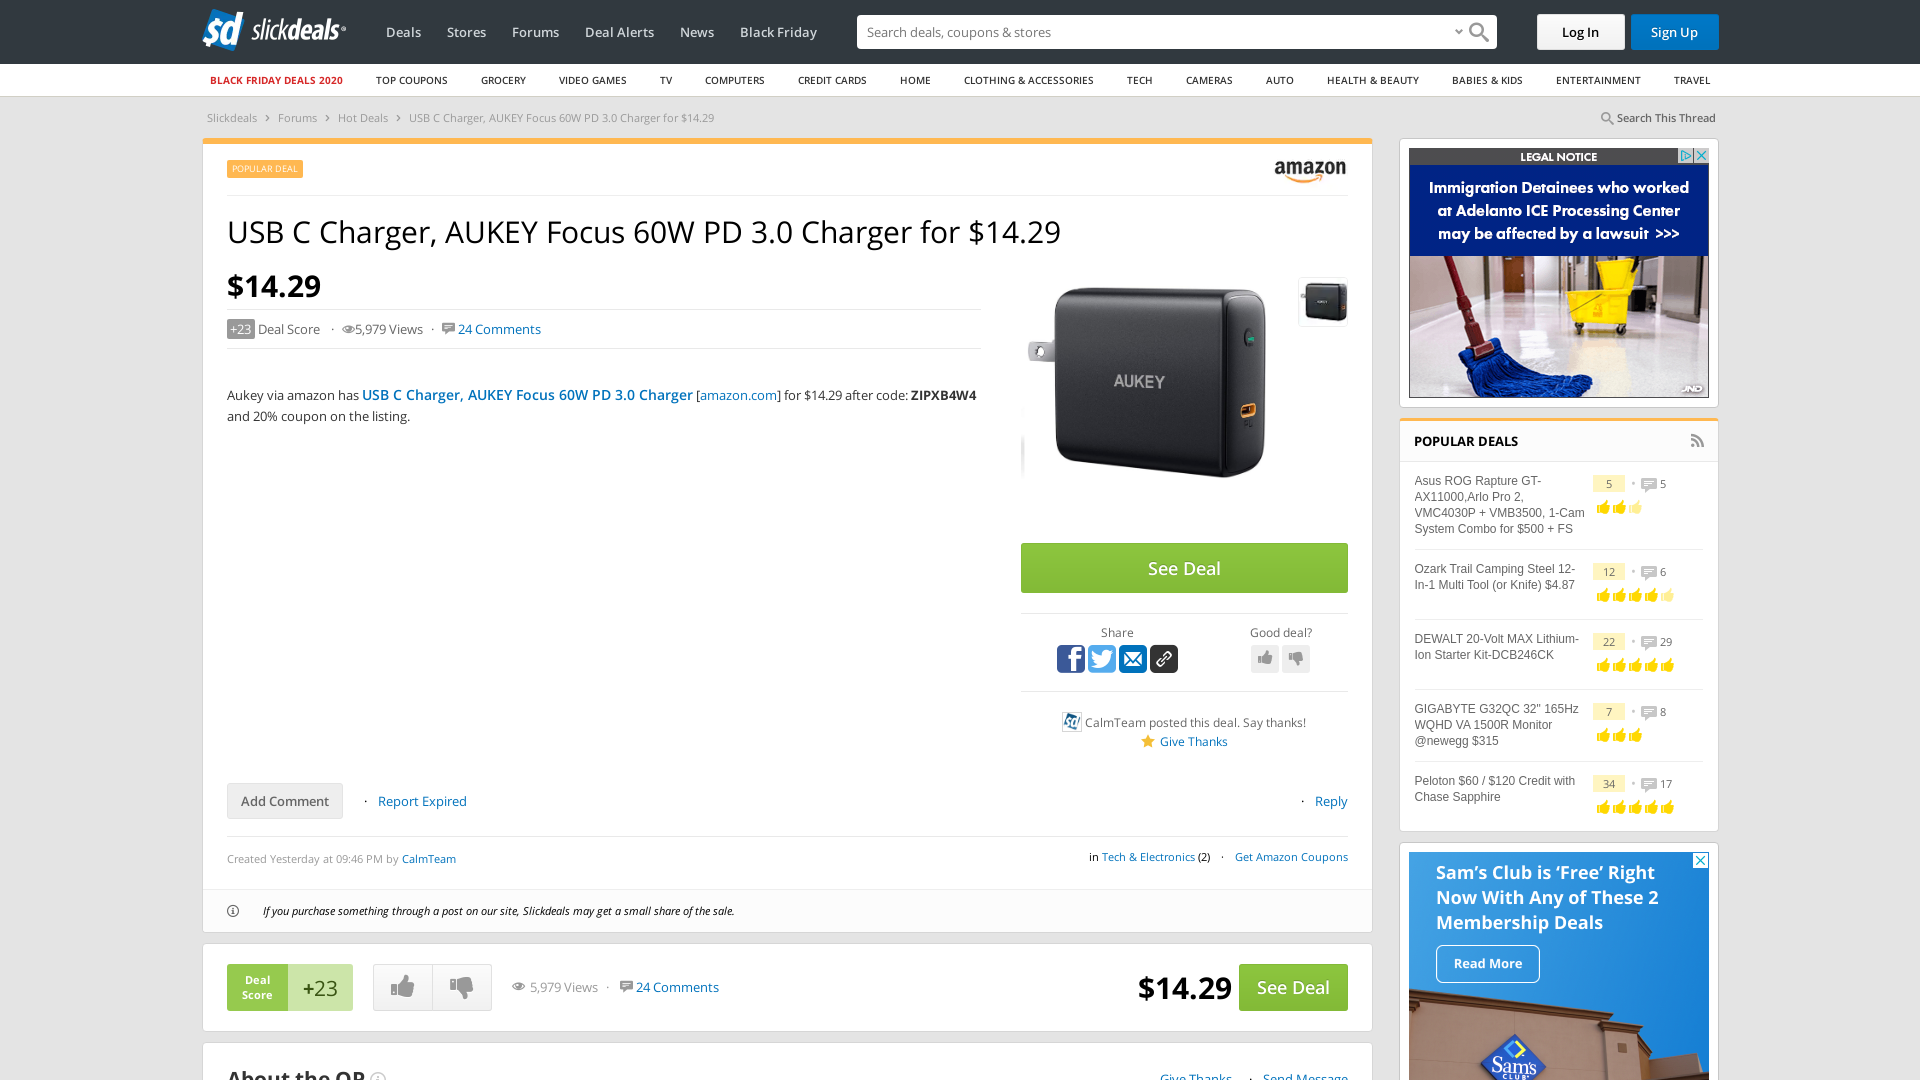 slickdeals
Deals Stores Forums Deal Alerts News Black Friday
Search deals, coupons & stores
Log In
Sign Up
BLACK FRIDAY DEALS 2020 TOP COUPONS GROCERY VIDEO GAMES TV COMPUTERS CREDIT CARDS HOME CLOTHING & ACCESSORIES TECH CAMERAS AUTO HEALTH & BEAUTY BABIES & KIDS ENTERTAINMENT TRAVEL
Slickdeals > Forums > Hot Deals > USB C Charger, AUKEY Focus 60W PD 3.0 Charger for $14.29
Search This Thread
POPULAR DEAL
amazon
USB C Charger, AUKEY Focus 60W PD 3.0 Charger for $14.29
$14.29
+23 Deal Score · 5,979 Views · 24 Comments
Aukey via amazon has USB C Charger, AUKEY Focus 60W PD 3.0 Charger [amazon.com] for $14.29 after code: ZIPXB4W4
and 20% coupon on the listing.
AUKEY
See Deal
Share
Good deal?
CalmTeam posted this deal. Say thanks!
Give Thanks
Add Comment · Report Expired
· Reply
Created Yesterday at 09:46 PM by CalmTeam
in Tech & Electronics (2) · Get Amazon Coupons
If you purchase something through a post on our site, Slickdeals may get a small share of the sale.
Deal
Score
+23
5,979 Views · 24 Comments
$14.29
See Deal
About the OP
Give Thanks · Send Message
LEGAL NOTICE
Immigration Detainees who worked
at Adelanto ICE Processing Center
may be affected by a lawsuit >>>
JND
POPULAR DEALS
Asus ROG Rapture GT-
AX11000,Arlo Pro 2,
VMC4030P + VMB3500, 1-Cam
System Combo for $500 + FS
5 · 5
Ozark Trail Camping Steel 12-
In-1 Multi Tool (or Knife) $4.87
12 · 6
DEWALT 20-Volt MAX Lithium-
Ion Starter Kit-DCB246CK
22 · 29
GIGABYTE G32QC 32" 165Hz
WQHD VA 1500R Monitor
@newegg $315
7 · 8
Peloton $60 / $120 Credit with
Chase Sapphire
34 · 17
Sam's Club is 'Free' Right
Now With Any of These 2
Membership Deals
Read More
Sam's
CLUB